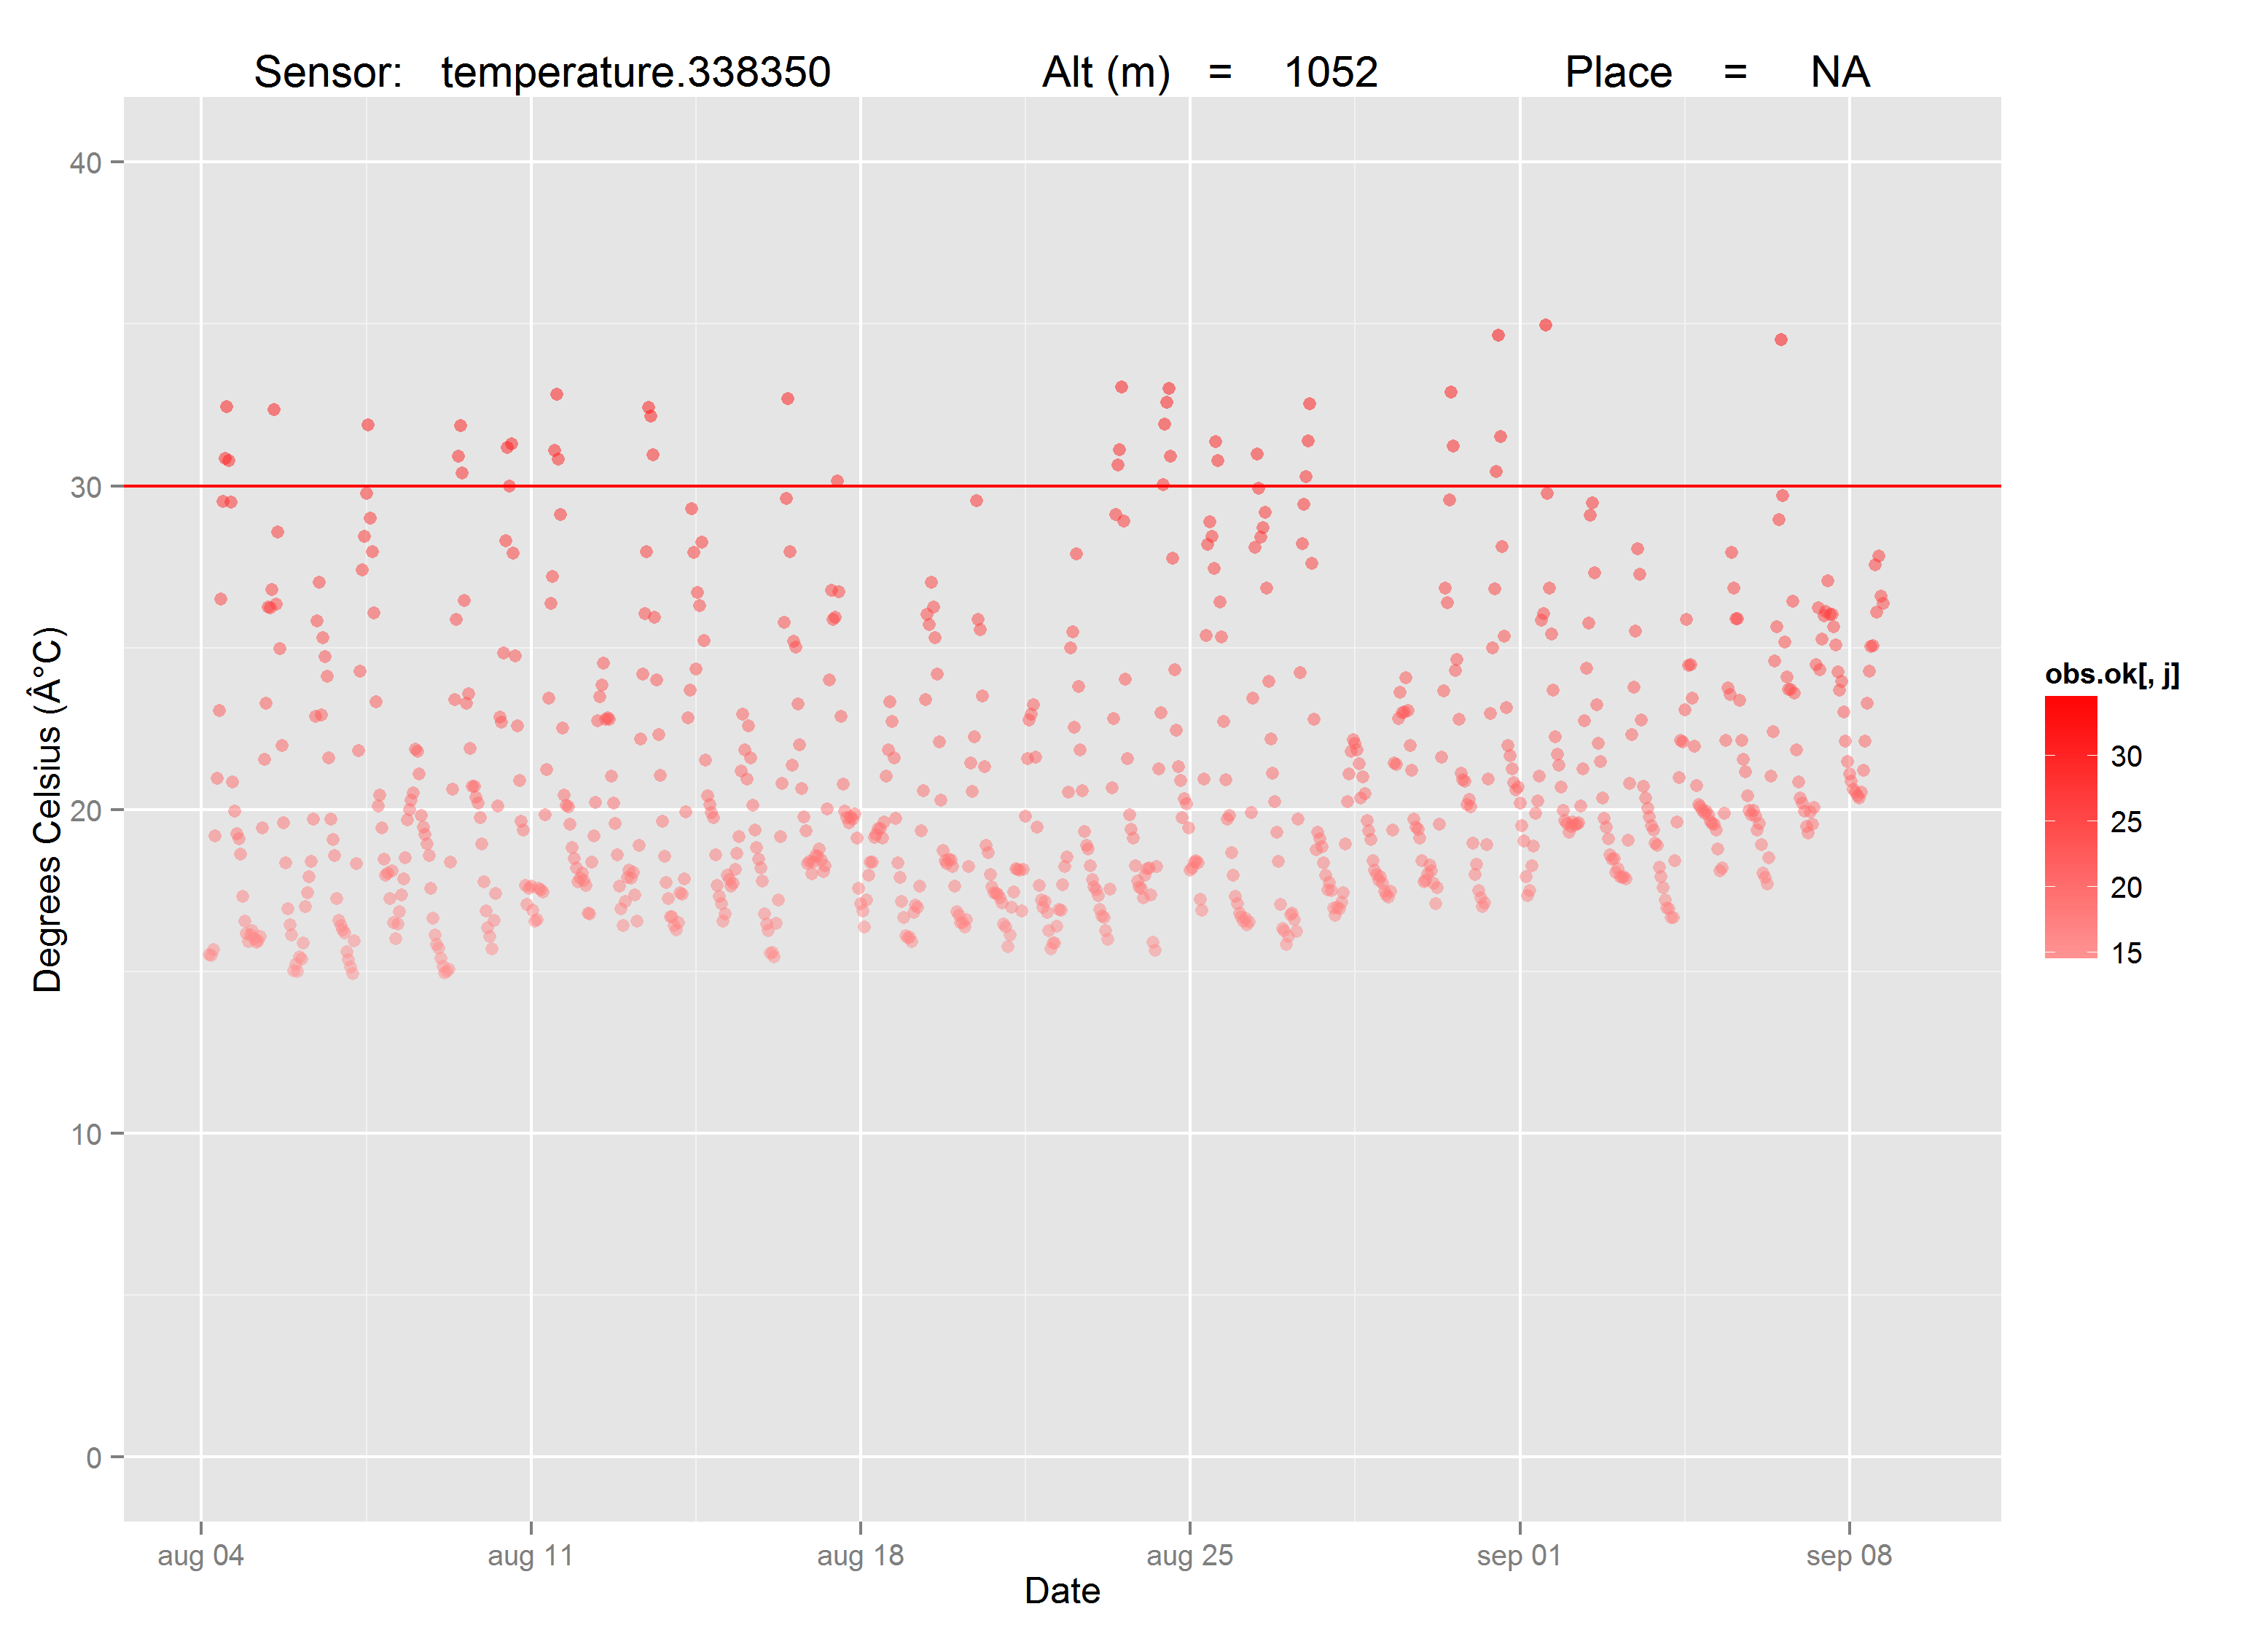 Sensor: temperature.338350 Alt (m) = 1052 Place = NA
40
30
20
10
0
Degrees Celsius (Â°C)
aug 04 aug 11 aug 18 aug 25 sep 01 sep 08
Date
obs.ok[, j]
30
25
20
15